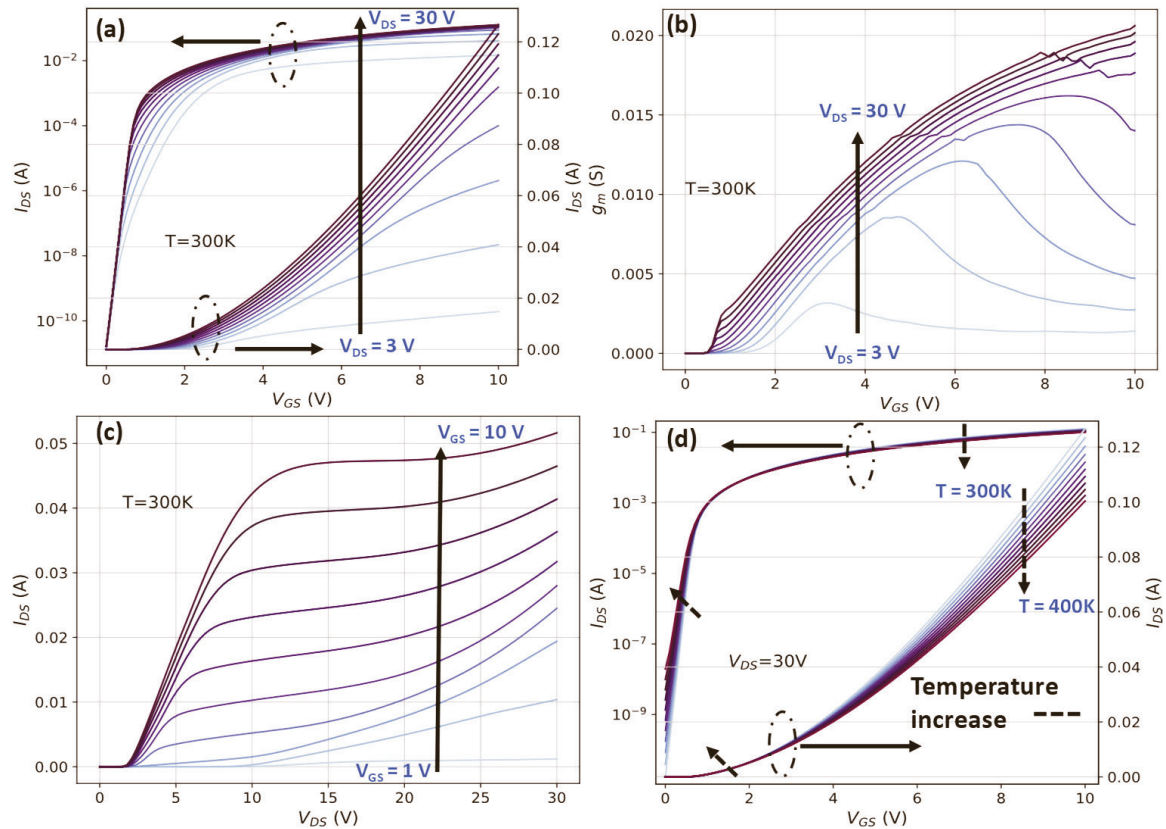 (a)
V_DS = 30 V
10⁻²
10⁻⁴
10⁻⁶
10⁻⁸
10⁻¹⁰
I_DS (A)
T=300K
V_DS = 3 V
0.12
0.10
0.08
0.06
0.04
0.02
0.00
I_DS (A)
0
2
4
6
8
10
V_GS (V)
(b)
0.020
0.015
0.010
0.005
0.000
g_m (S)
V_DS = 30 V
T=300K
V_DS = 3 V
0
2
4
6
8
10
V_GS (V)
(c)
V_GS = 10 V
0.05
0.04
0.03
0.02
0.01
0.00
I_DS (A)
T=300K
V_GS = 1 V
0
5
10
15
20
25
30
V_DS (V)
(d)
10⁻¹
10⁻³
10⁻⁵
10⁻⁷
10⁻⁹
I_DS (A)
T = 300K
T = 400K
V_DS=30V
Temperature
increase
0.12
0.10
0.08
0.06
0.04
0.02
0.00
I_DS (A)
0
2
4
6
8
10
V_GS (V)